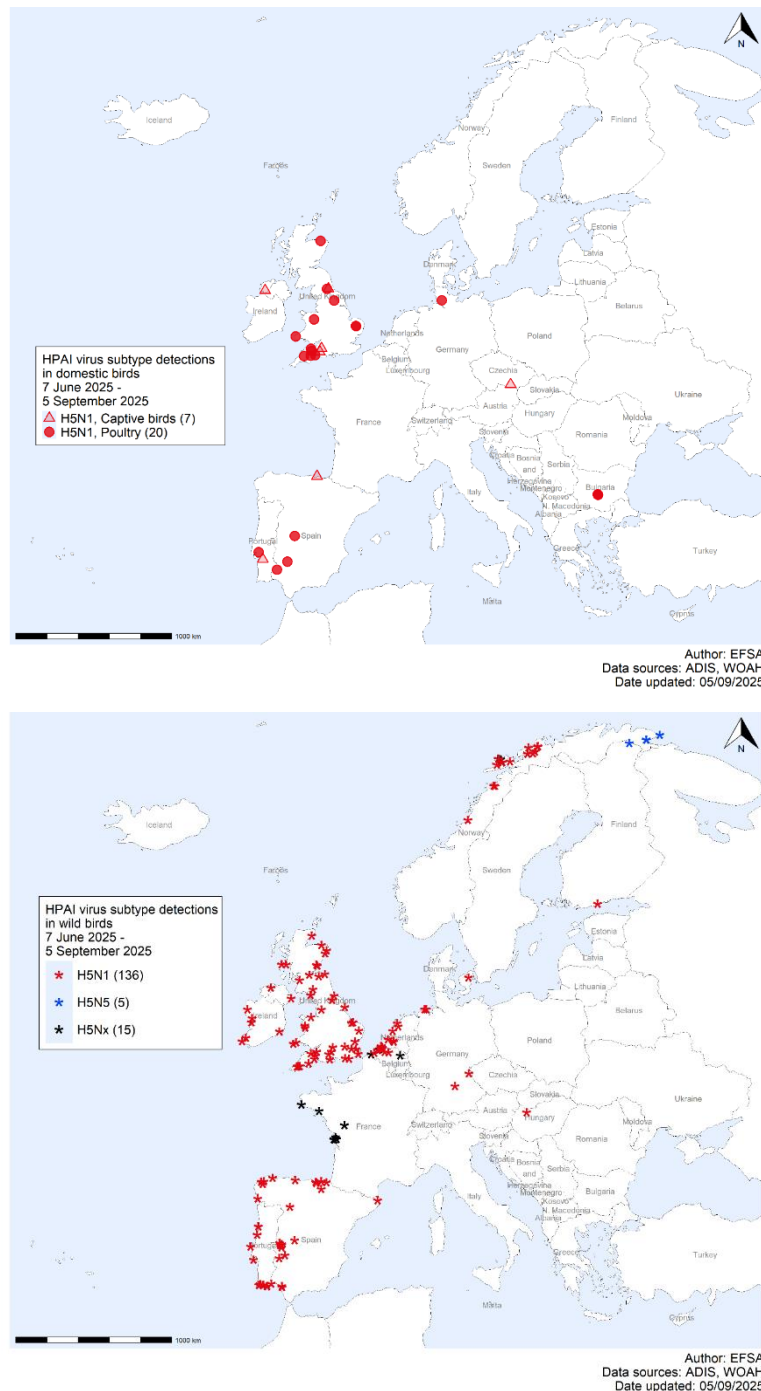 N
Iceland
Faeröes
Norway
Sweden
Finland
Estonia
Latvia
Lithuania
Denmark
Belarus
United Kingdom
Ireland
Netherlands
Belgium
Luxembourg
Germany
Poland
Czechia
Slovakia
Ukraine
Austria
Hungary
Moldova
France
Switzerland
Slovenia
Croatia
Romania
Bosnia
and
Herzegovina
Serbia
Montenegro
Kosovo*
Bulgaria
N. Macedonia
Albania
Italy
Portugal
Spain
Greece
Turkey
Malta
Cyprus
HPAI virus subtype detections
in domestic birds
7 June 2025 -
5 September 2025
H5N1, Captive birds (7)
H5N1, Poultry (20)
1000 km
Author: EFSA
Data sources: ADIS, WOAH
Date updated: 05/09/2025
N
Iceland
Faeröes
Norway
Sweden
Finland
Estonia
Latvia
Lithuania
Denmark
Belarus
United Kingdom
Ireland
Netherlands
Belgium
Luxembourg
Germany
Poland
Czechia
Slovakia
Ukraine
Austria
Hungary
Moldova
France
Switzerland
Slovenia
Croatia
Romania
Bosnia
and
Herzegovina
Serbia
Montenegro
Kosovo*
Bulgaria
N. Macedonia
Albania
Italy
Portugal
Spain
Greece
Turkey
Malta
Cyprus
HPAI virus subtype detections
in wild birds
7 June 2025 -
5 September 2025
H5N1 (136)
H5N5 (5)
H5Nx (15)
1000 km
Author: EFSA
Data sources: ADIS, WOAH
Date updated: 05/09/2025